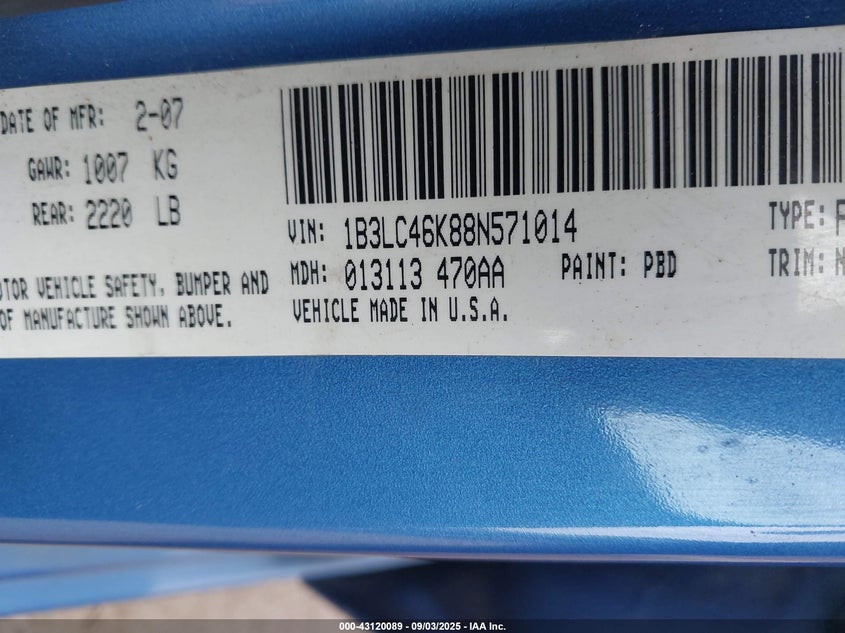 DATE OF MFR: 2-07
GAWR: 1007 KG
REAR: 2220 LB
VIN: 1B3LC46K88N571014
TYPE:
MDH: 013113 470AA PAINT: PBD TRIM:
VEHICLE MADE IN U.S.A.
VEHICLE SAFETY, BUMPER AND
OF MANUFACTURE SHOWN ABOVE.
000-43120089 - 09/03/2025 - IAA Inc.